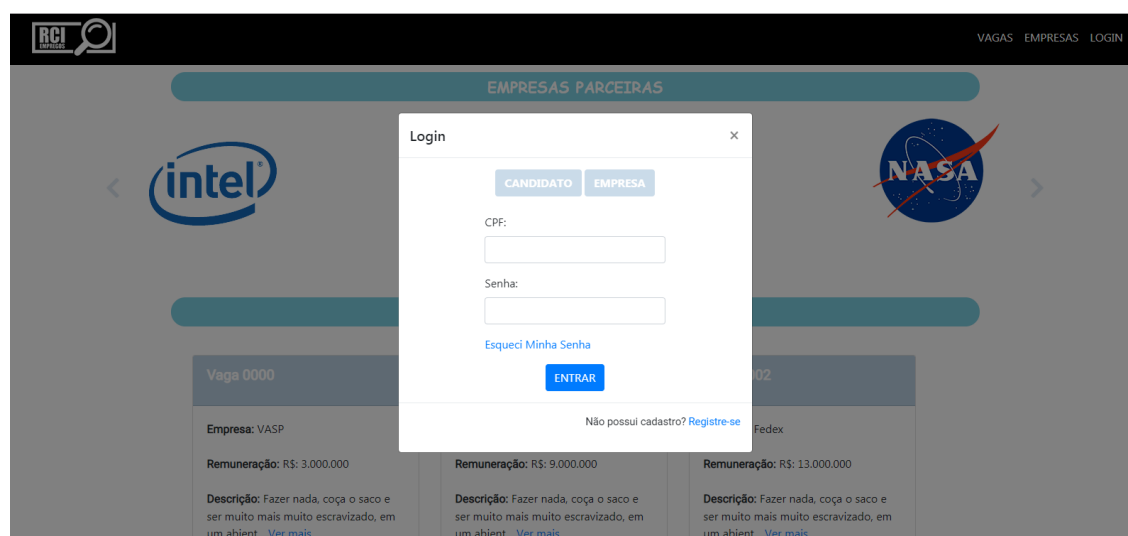 RCI
EMPREGOS
VAGAS EMPRESAS LOGIN
EMPRESAS PARCEIRAS
intel
NASA
Login
×
CANDIDATO EMPRESA
CPF:
Senha:
Esqueci Minha Senha
ENTRAR
Não possui cadastro? Registre-se
Vaga 0000
Empresa: VASP
Remuneração: R$: 3.000.000
Descrição: Fazer nada, coça o saco e
ser muito mais muito escravizado, em
um abient... Ver mais
Remuneração: R$: 9.000.000
Descrição: Fazer nada, coça o saco e
ser muito mais muito escravizado, em
um abient... Ver mais
002
Fedex
Remuneração: R$: 13.000.000
Descrição: Fazer nada, coça o saco e
ser muito mais muito escravizado, em
um abient... Ver mais